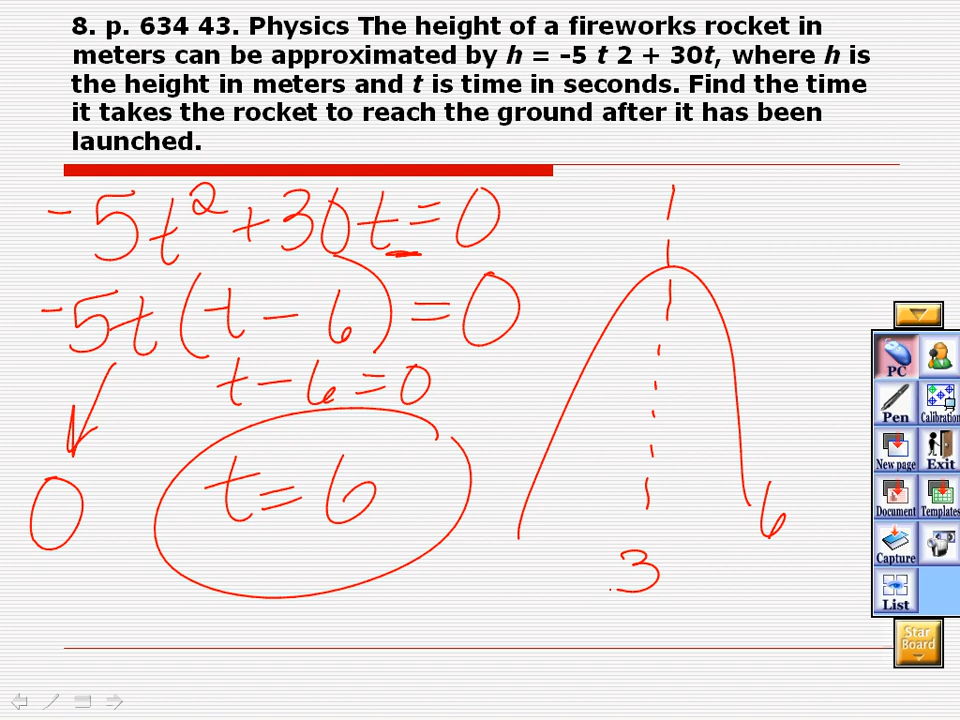 8. p. 634 43. Physics The height of a fireworks rocket in
meters can be approximated by h = -5 t 2 + 30t, where h is
the height in meters and t is time in seconds. Find the time
it takes the rocket to reach the ground after it has been
launched.
-5t² + 30t = 0
-5t (t - 6) = 0
t - 6 = 0
0
t = 6
6
3
PC
Pen
Calibration
New page
Exit
Document
Templates
Capture
List
Star
Board